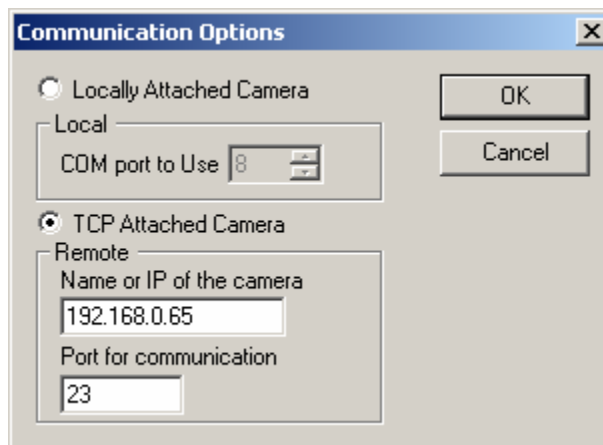 Communication Options
Locally Attached Camera
OK
Local
COM port to Use 8
Cancel
TCP Attached Camera
Remote
Name or IP of the camera
192.168.0.65
Port for communication
23